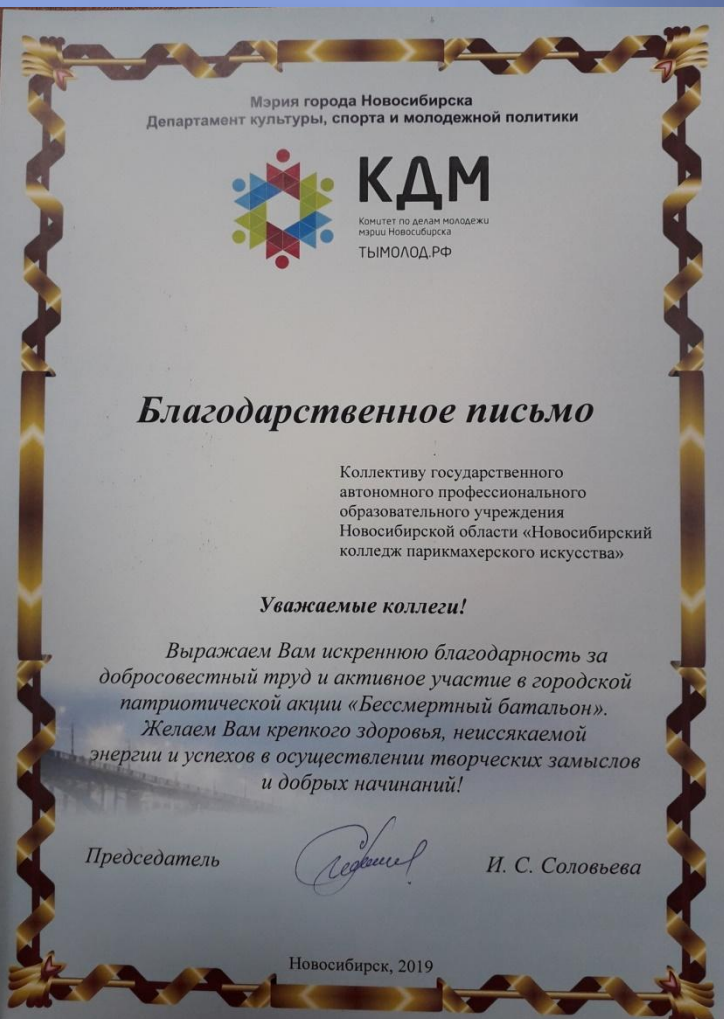 Мэрия города Новосибирска
Департамент культуры, спорта и молодежной политики
КДМ
Комитет по делам молодежи
мэрии Новосибирска
ТЫМОЛОД.РФ
Благодарственное письмо
Коллективу государственного
автономного профессионального
образовательного учреждения
Новосибирской области «Новосибирский
колледж парикмахерского искусства»
Уважаемые коллеги!
Выражаем Вам искреннюю благодарность за
добросовестный труд и активное участие в городской
патриотической акции «Бессмертный батальон».
Желаем Вам крепкого здоровья, неиссякаемой
энергии и успехов в осуществлении творческих замыслов
и добрых начинаний!
Председатель
И. С. Соловьева
Новосибирск, 2019